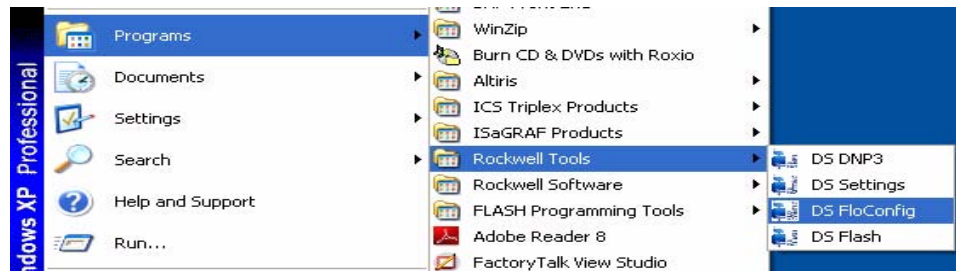 ndows XP Professional
Programs
Documents
Settings
Search
Help and Support
Run...
WinZip
Burn CD & DVDs with Roxio
Altiris
ICS Triplex Products
ISaGRAF Products
Rockwell Tools
Rockwell Software
FLASH Programming Tools
Adobe Reader 8
FactoryTalk View Studio
DS DNP3
DS Settings
DS FloConfig
DS Flash